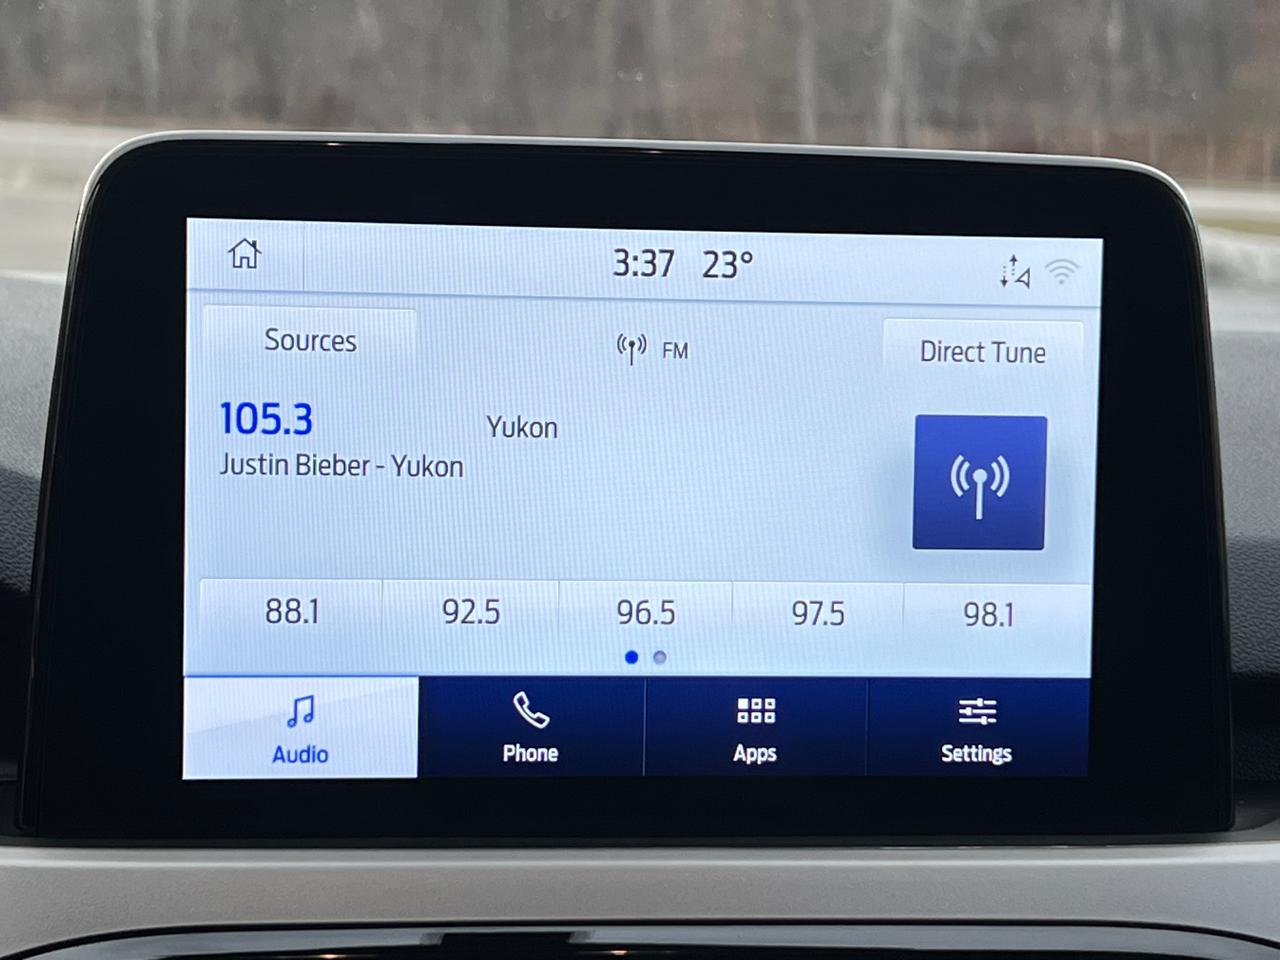 3:37 23°
Sources
FM
Direct Tune
105.3
Yukon
Justin Bieber - Yukon
88.1 92.5 96.5 97.5 98.1
Audio Phone Apps Settings